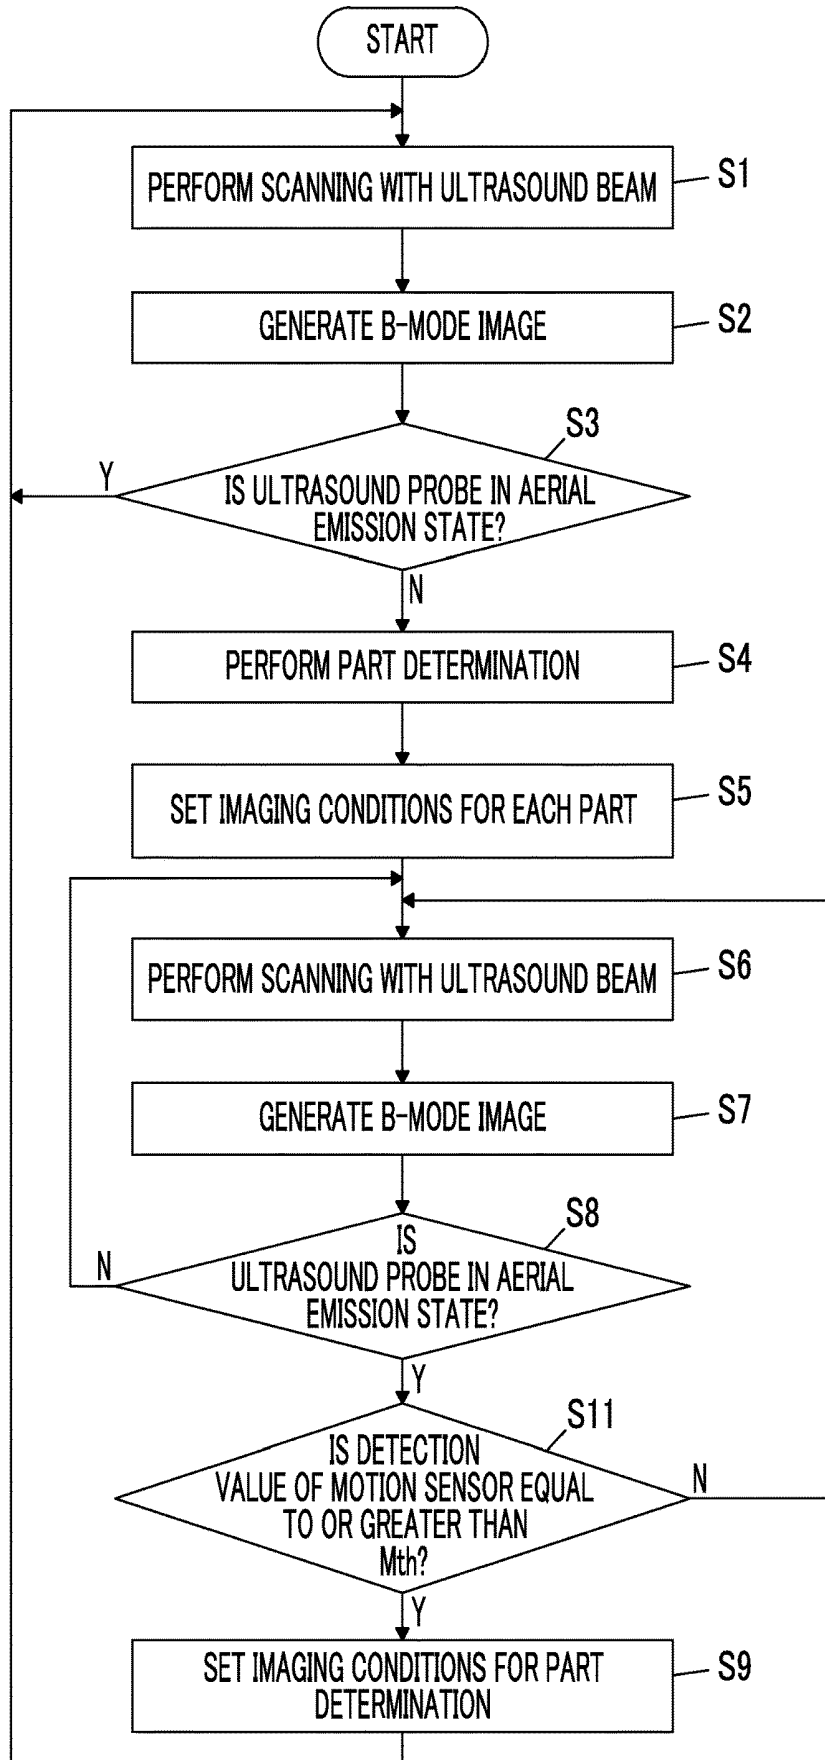 START
PERFORM SCANNING WITH ULTRASOUND BEAM
S1
GENERATE B-MODE IMAGE
S2
S3
Y
IS ULTRASOUND PROBE IN AERIAL
EMISSION STATE?
N
PERFORM PART DETERMINATION
S4
SET IMAGING CONDITIONS FOR EACH PART
S5
PERFORM SCANNING WITH ULTRASOUND BEAM
S6
GENERATE B-MODE IMAGE
S7
S8
N
IS
ULTRASOUND PROBE IN AERIAL
EMISSION STATE?
Y
S11
IS DETECTION
VALUE OF MOTION SENSOR EQUAL
TO OR GREATER THAN
Mth?
N
Y
SET IMAGING CONDITIONS FOR PART
DETERMINATION
S9